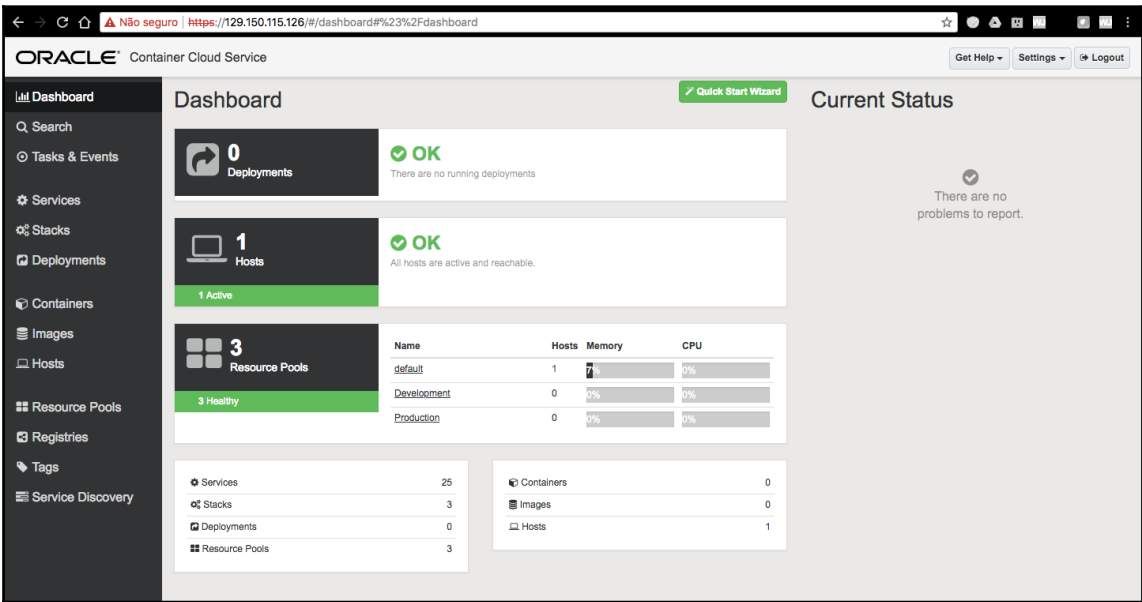 Não seguro | https://129.150.115.126/#/dashboard#%23%2Fdashboard
ORACLE® Container Cloud Service
Get Help Settings Logout
Dashboard
Search
Tasks & Events
Services
Stacks
Deployments
Containers
Images
Hosts
Resource Pools
Registries
Tags
Service Discovery
Dashboard
Quick Start Wizard
0
Deployments
OK
There are no running deployments
1
Hosts
1 Active
OK
All hosts are active and reachable.
3
Resource Pools
3 Healthy
Name Hosts Memory CPU
default 1 7% 0%
Development 0 0% 0%
Production 0 0% 0%
Services 25
Stacks 3
Deployments 0
Resource Pools 3
Containers 0
Images 0
Hosts 1
Current Status
There are no
problems to report.